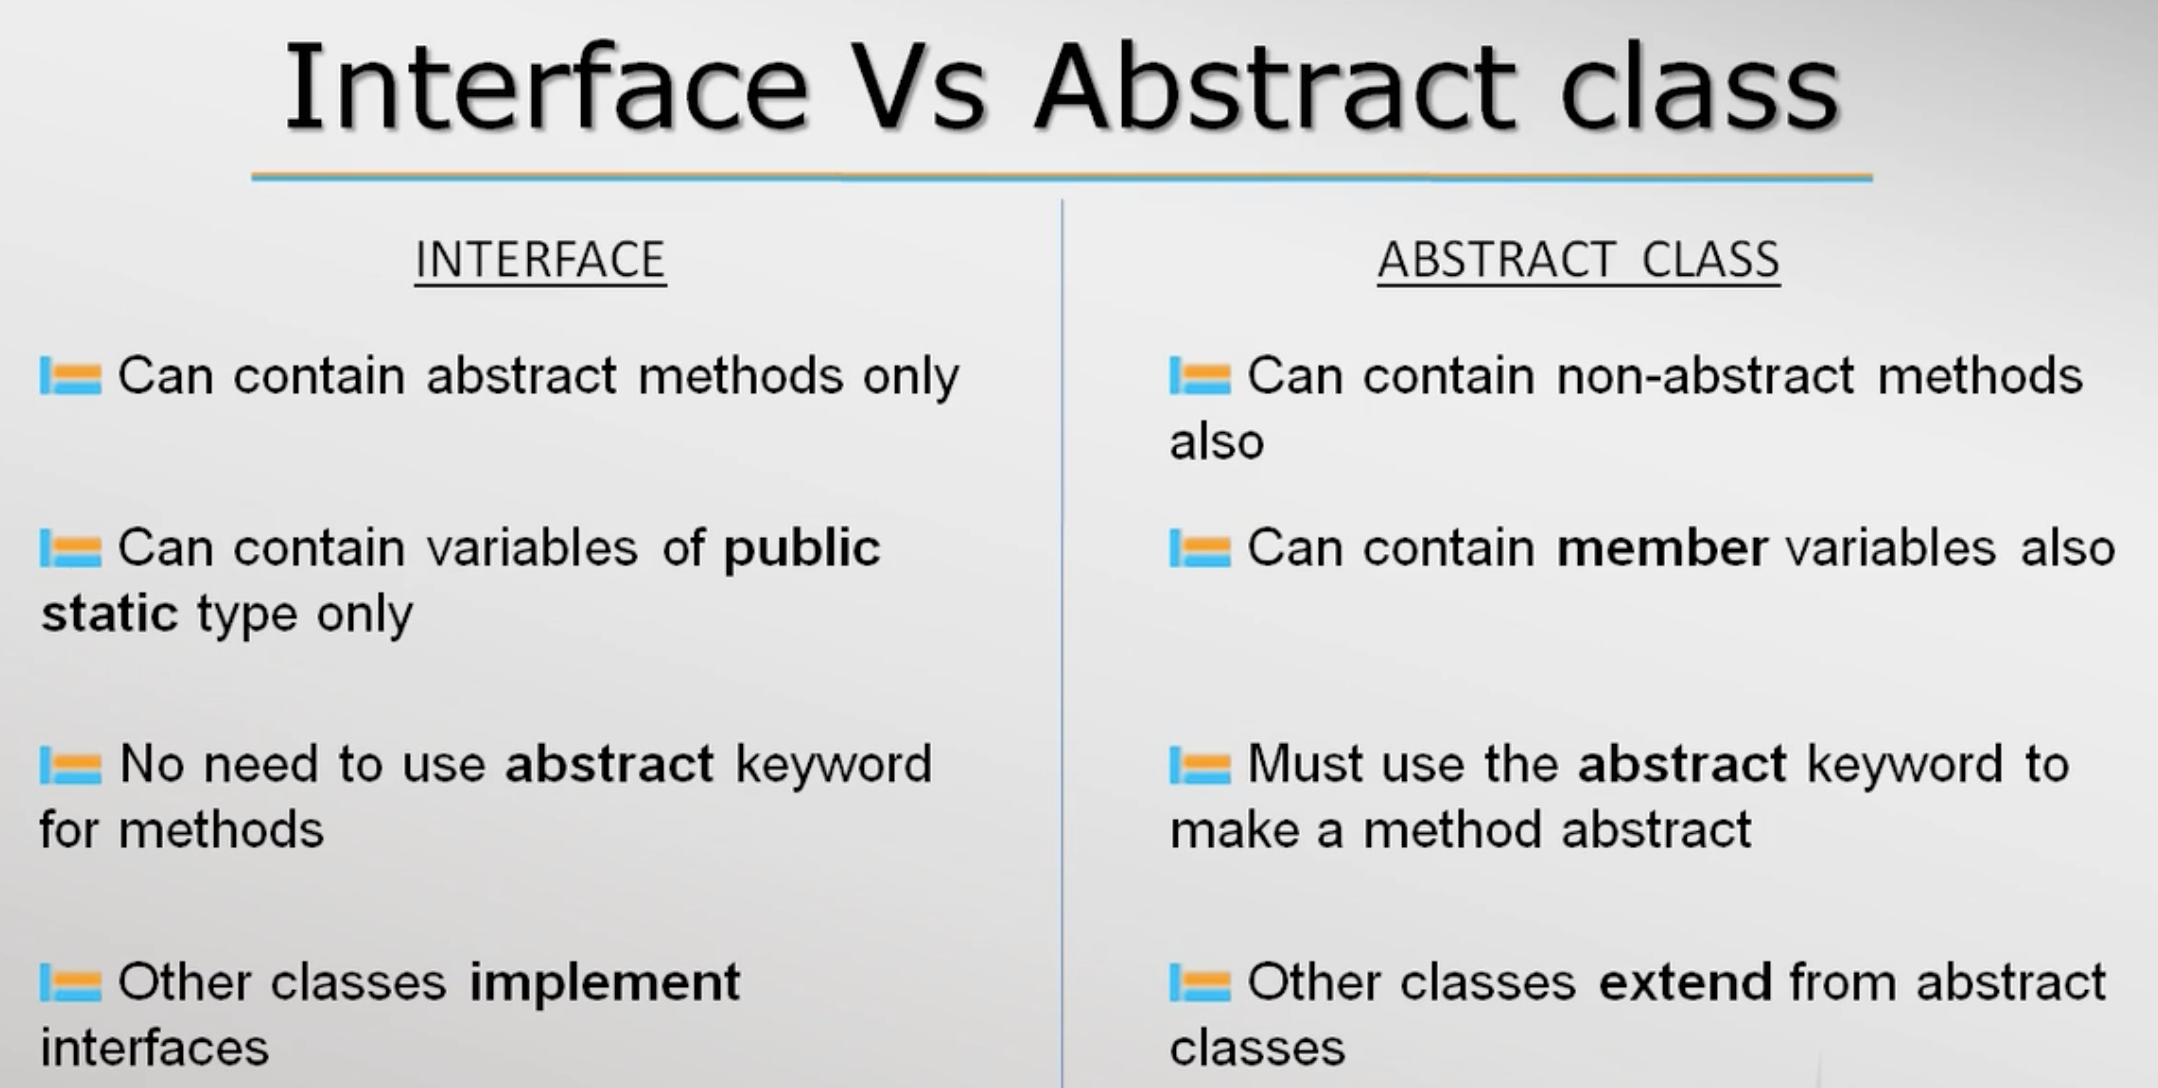 Interface Vs Abstract class
INTERFACE
Can contain abstract methods only
Can contain variables of public
static type only
No need to use abstract keyword
for methods
Other classes implement
interfaces
ABSTRACT CLASS
Can contain non-abstract methods
also
Can contain member variables also
Must use the abstract keyword to
make a method abstract
Other classes extend from abstract
classes